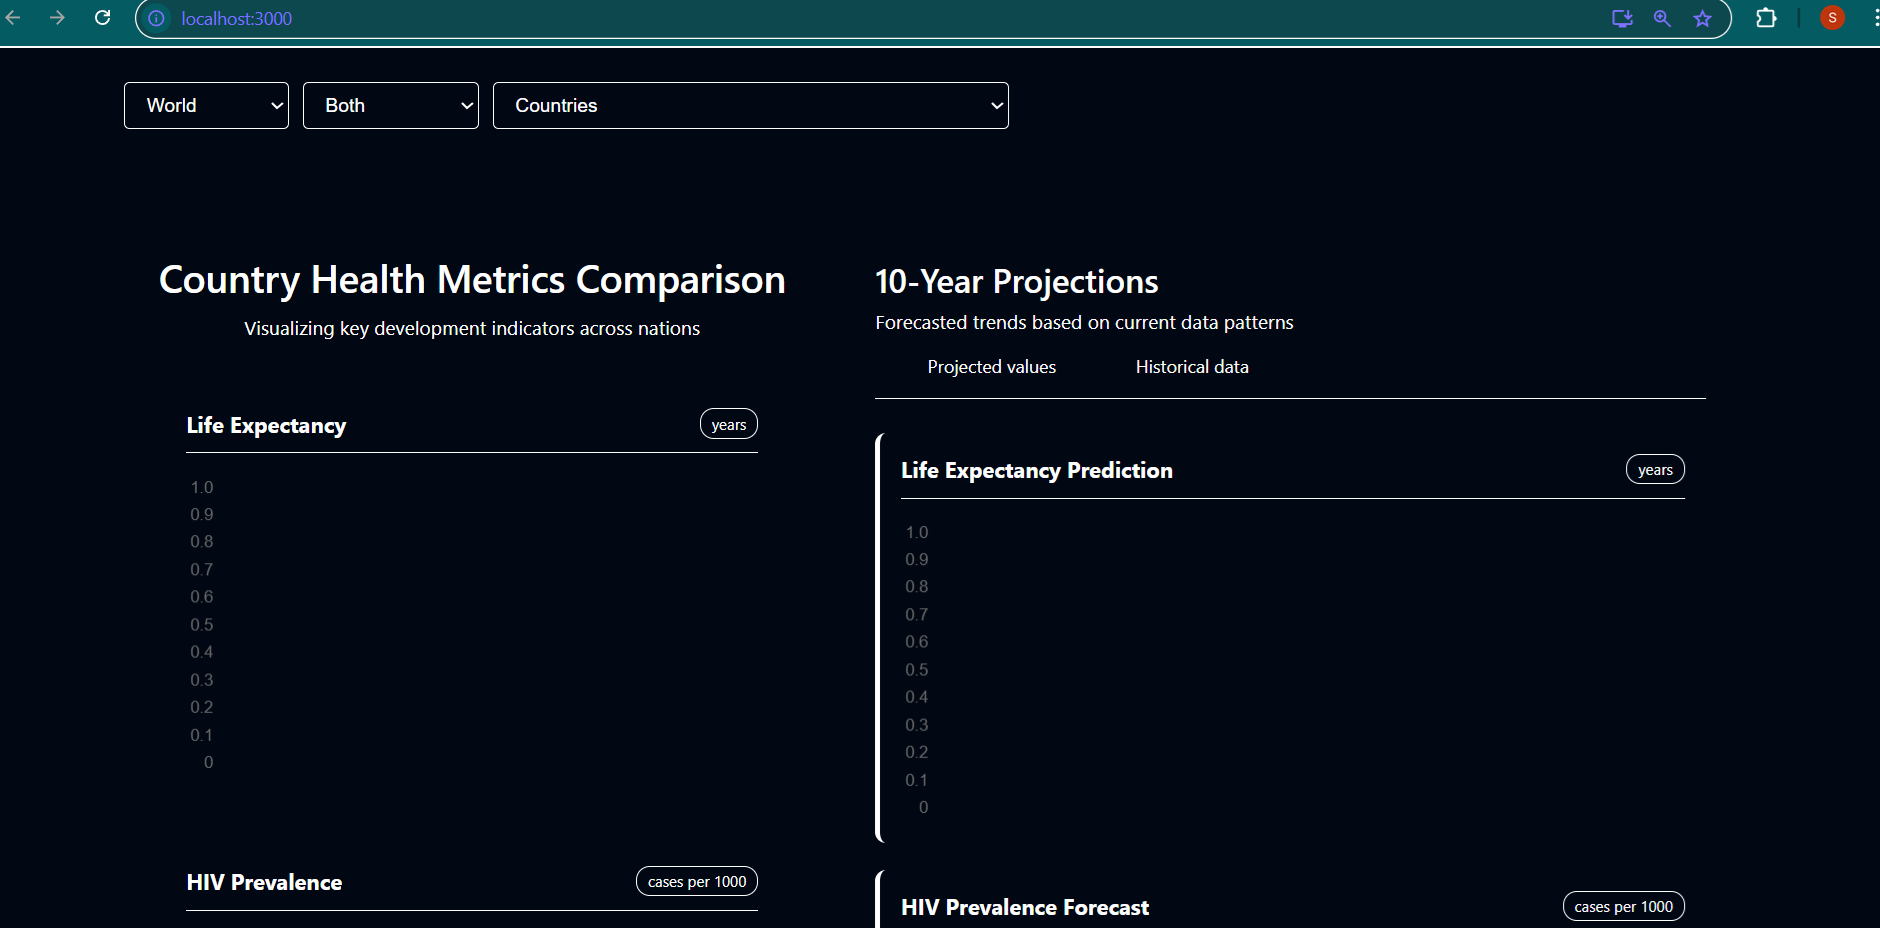 localhost:3000
S
World
Both
Countries
Country Health Metrics Comparison
Visualizing key development indicators across nations
Life Expectancy
years
1.0
0.9
0.8
0.7
0.6
0.5
0.4
0.3
0.2
0.1
0
HIV Prevalence
cases per 1000
10-Year Projections
Forecasted trends based on current data patterns
Projected values
Historical data
Life Expectancy Prediction
years
1.0
0.9
0.8
0.7
0.6
0.5
0.4
0.3
0.2
0.1
0
HIV Prevalence Forecast
cases per 1000